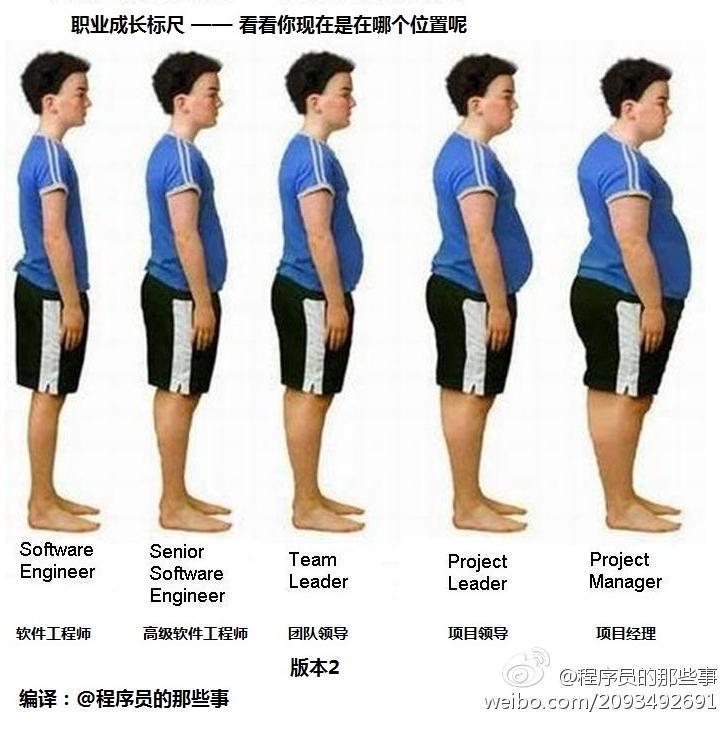 职业成长标尺 —— 看看你现在是在哪个位置呢
Software
Engineer
Senior
Software
Engineer
Team
Leader
Project
Leader
Project
Manager
软件工程师
高级软件工程师
团队领导
项目领导
项目经理
版本2
编译：@程序员的那些事
@程序员的那些事
weibo.com/2093492691